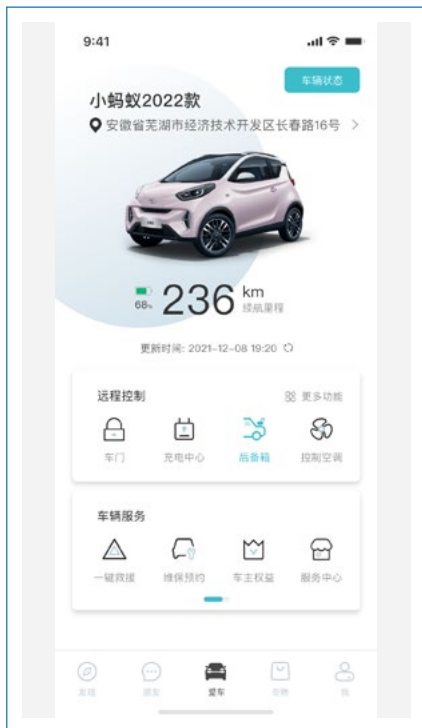 9:41
车辆状态
小蚂蚁2022款
安徽省芜湖市经济技术开发区长春路16号
68% 236 km
续航里程
更新时间: 2021-12-08 19:20
远程控制 更多功能
车门 充电中心 后备箱 控制空调
车辆服务
一键救援 维保预约 车主权益 服务中心
发现 圈友 爱车 我